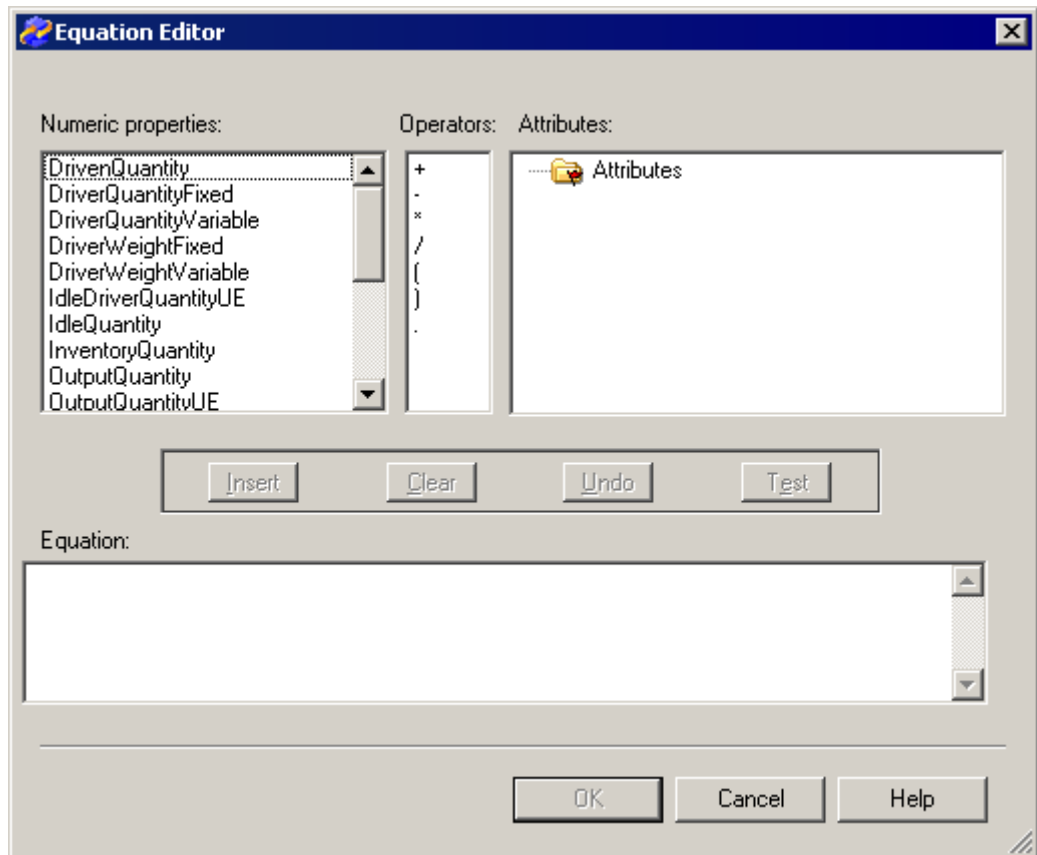 Equation Editor
Numeric properties:
Operators:
Attributes:
DrivenQuantity
DriverQuantityFixed
DriverQuantityVariable
DriverWeightFixed
DriverWeightVariable
IdleDriverQuantityUE
IdleQuantity
InventoryQuantity
OutputQuantity
OutputQuantityUE
+
-
*
/
(
)
.
Attributes
Insert
Clear
Undo
Test
Equation:
OK
Cancel
Help